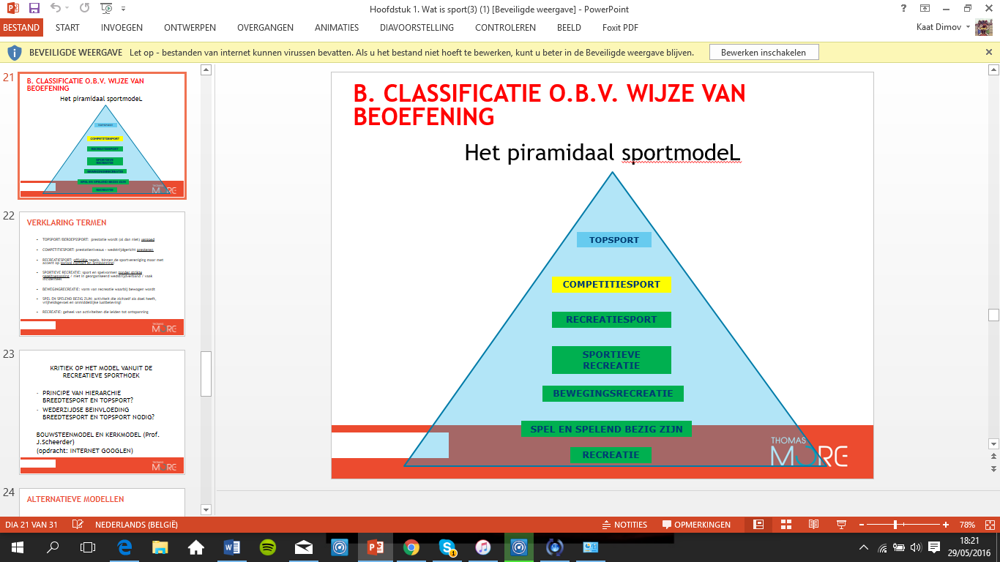 Hoofdstuk 1. Wat is sport(3) (1) [Beveiligde weergave] - PowerPoint
BESTAND START INVOEGEN ONTWERPEN OVERGANGEN ANIMATIES DIAVOORSTELLING CONTROLEREN BEELD Foxit PDF Kaat Dimov
BEVEILIGDE WEERGAVE Let op - bestanden van internet kunnen virussen bevatten. Als u het bestand niet hoeft te bewerken, kunt u beter in de Beveiligde weergave blijven. Bewerken inschakelen
21
B. CLASSIFICATIE O.B.V. WIJZE VAN
BEOEFENING
Het piramidaal sportmodeL
TOPSPORT
COMPETITIESPORT
RECREATIESPORT
SPORTIEVE
RECREATIE
BEWEGINGSRECREATIE
SPEL EN SPELEND BEZIG ZIJN
RECREATIE
THOMAS
MORE
22
VERKLARING TERMEN
TOPSPORT/BEROEPSSPORT: prestatie wordt (al dan niet) vergoed
COMPETITIESPORT: prestatieniveau - wedstrijdgericht presteren
RECREATIESPORT: officiële regels, binnen de sportvereniging maar met
accent op sociaal contact en ontspanning!
SPORTIEVE RECREATIE: sport en spelvormen zonder strikte
regeltoepassing / niet in georganiseerd wedstrijdverband / vaak
incidenteel
BEWEGINGRECREATIE: vorm van recreatie waarbij bewogen wordt
SPEL EN SPELEND BEZIG ZIJN: activiteit die zichzelf als doel heeft,
vrijheidsgevoel en onmiddellijke lustbeleving!
RECREATIE: geheel van activiteiten die leiden tot ontspanning
THOMAS
MORE
23
KRITIEK OP HET MODEL VANUIT DE
RECREATIEVE SPORTHOEK
- PRINCIPE VAN HIERARCHIE
BREEDTESPORT EN TOPSPORT?
- WEDERZIJDSE BEINVLOEDING
BREEDTESPORT EN TOPSPORT NODIG?
BOUWSTEENMODEL EN KERKMODEL (Prof.
J.Scheerder)
(opdracht: INTERNET GOOGLEN)
THOMAS
MORE
24
ALTERNATIEVE MODELLEN
B. CLASSIFICATIE O.B.V. WIJZE VAN
BEOEFENING
Het piramidaal sportmodeL
TOPSPORT
COMPETITIESPORT
RECREATIESPORT
SPORTIEVE
RECREATIE
BEWEGINGSRECREATIE
SPEL EN SPELEND BEZIG ZIJN
RECREATIE
THOMAS
MORE
DIA 21 VAN 31 NEDERLANDS (BELGIË) NOTITIES OPMERKINGEN 78%
1
18:21
29/05/2016